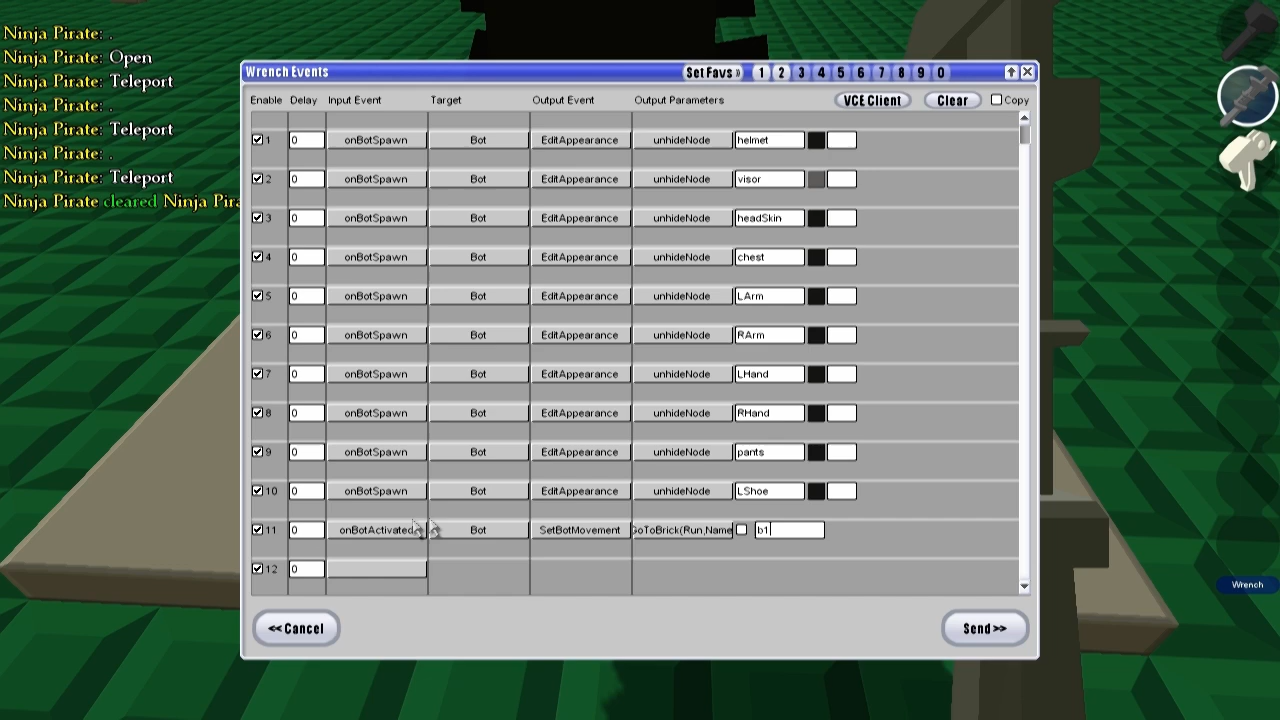 Ninja Pirate: .
Ninja Pirate: Open
Ninja Pirate: Teleport
Ninja Pirate: .
Ninja Pirate: Teleport
Ninja Pirate: .
Ninja Pirate: Teleport
Ninja Pirate cleared Ninja Pira
Wrench Events Set Favs » 1 2 3 4 5 6 7 8 9 0
Enable Delay Input Event Target Output Event Output Parameters VCE Client Clear Copy
1 0 onBotSpawn Bot EditAppearance unhideNode helmet
2 0 onBotSpawn Bot EditAppearance unhideNode visor
3 0 onBotSpawn Bot EditAppearance unhideNode headSkin
4 0 onBotSpawn Bot EditAppearance unhideNode chest
5 0 onBotSpawn Bot EditAppearance unhideNode LArm
6 0 onBotSpawn Bot EditAppearance unhideNode RArm
7 0 onBotSpawn Bot EditAppearance unhideNode LHand
8 0 onBotSpawn Bot EditAppearance unhideNode RHand
9 0 onBotSpawn Bot EditAppearance unhideNode pants
10 0 onBotSpawn Bot EditAppearance unhideNode LShoe
11 0 onBotActivated Bot SetBotMovement GoToBrick(Run,Name b1
12 0
<< Cancel Send >>
Wrench